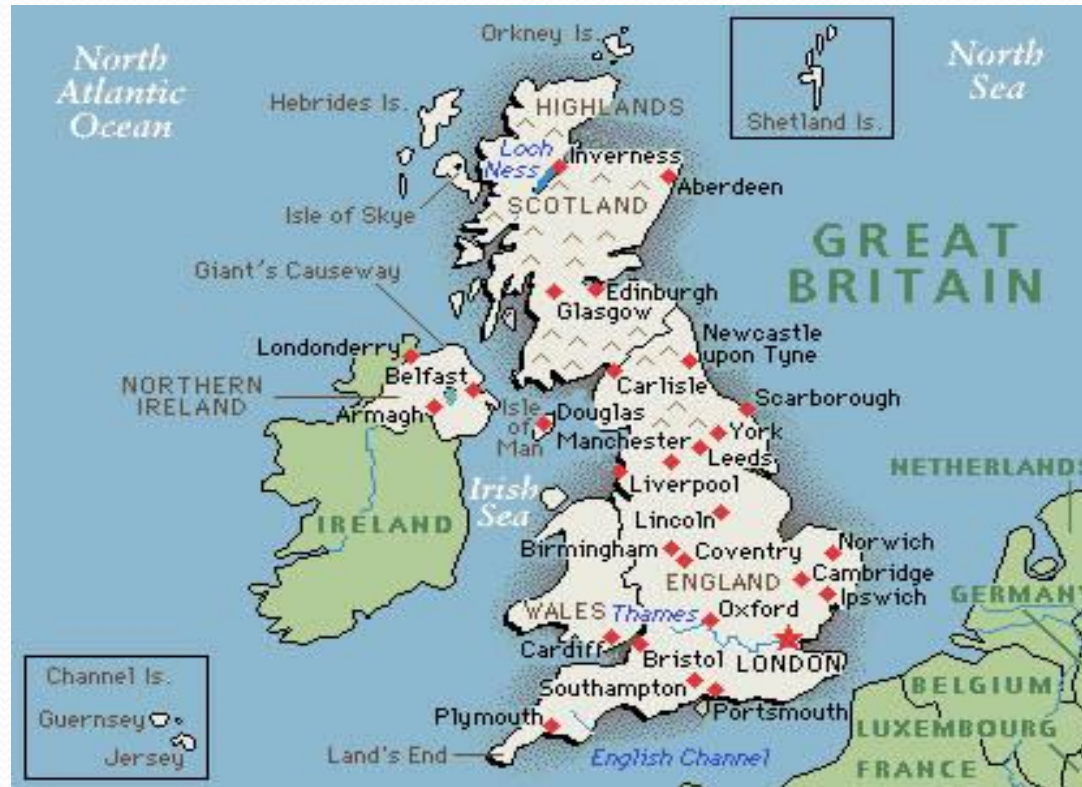 North
Atlantic
Ocean
Orkney Is.
Hebrides Is.
HIGHLANDS
Shetland Is.
North
Sea
Loch
Ness
Inverness
Aberdeen
Isle of Skye
SCOTLAND
GREAT
BRITAIN
Giant's Causeway
Edinburgh
Glasgow
Newcastle
upon Tyne
Londonderry
Belfast
Carlisle
NORTHERN
IRELAND
Armagh
Isle
of
Man
Douglas
Scarborough
Manchester
York
Leeds
NETHERLANDS
Liverpool
Irish
Sea
IRELAND
Lincoln
Birmingham
Coventry
Norwich
ENGLAND
Cambridge
Ipswich
GERMANY
WALES
Thames
Oxford
Cardiff
Bristol
LONDON
Channel Is.
Guernsey
Jersey
Southampton
Portsmouth
Plymouth
BELGIUM
LUXEMBOURG
FRANCE
Land's End
English Channel